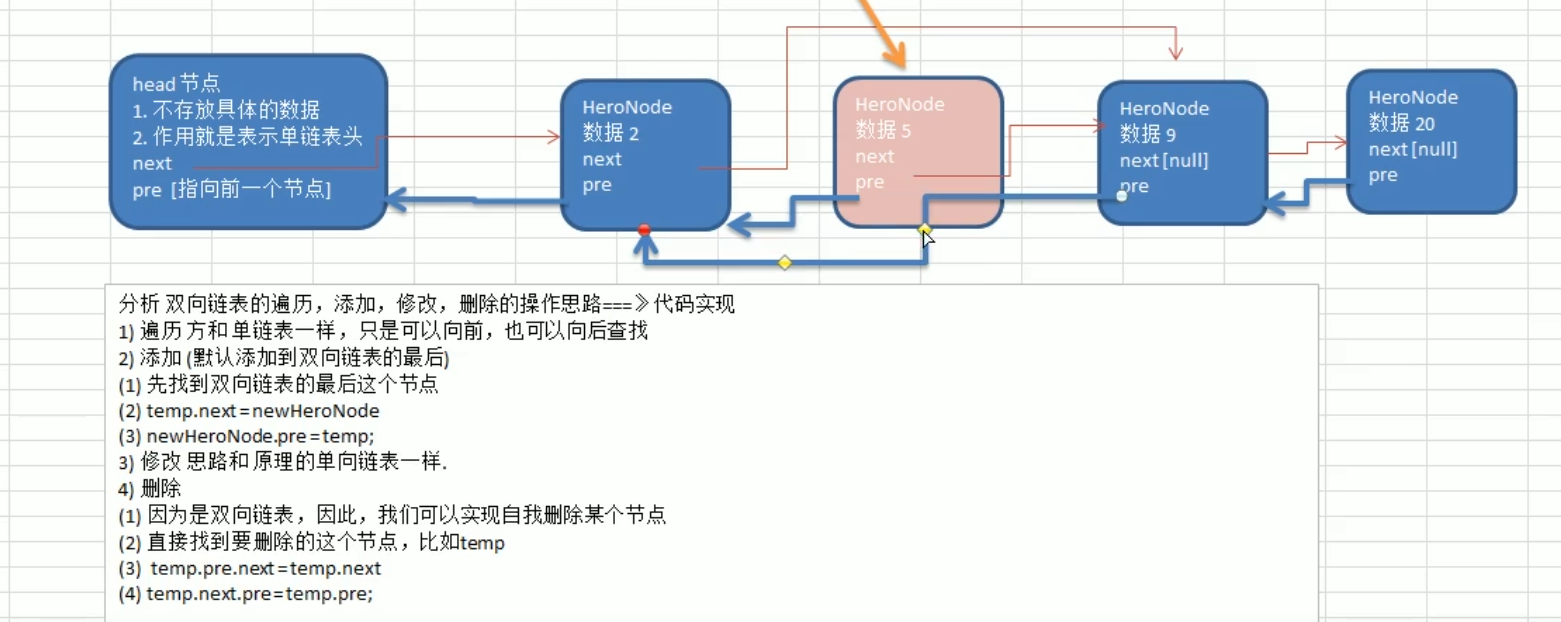 head 节点
1. 不存放具体的数据
2. 作用就是表示单链表头
next
pre [指向前一个节点]
HeroNode
数据 2
next
pre
HeroNode
数据 5
next
pre
HeroNode
数据 9
next [null]
pre
HeroNode
数据 20
next [null]
pre
分析 双向链表的遍历，添加，修改，删除的操作思路===》代码实现
1) 遍历 方和 单链表一样，只是可以向前，也可以向后查找
2) 添加 (默认添加到双向链表的最后)
(1) 先找到双向链表的最后这个节点
(2) temp.next = newHeroNode
(3) newHeroNode.pre = temp;
3) 修改 思路和 原理的单向链表一样.
4) 删除
(1) 因为是双向链表，因此，我们可以实现自我删除某个节点
(2) 直接找到要删除的这个节点，比如temp
(3) temp.pre.next = temp.next
(4) temp.next.pre = temp.pre;